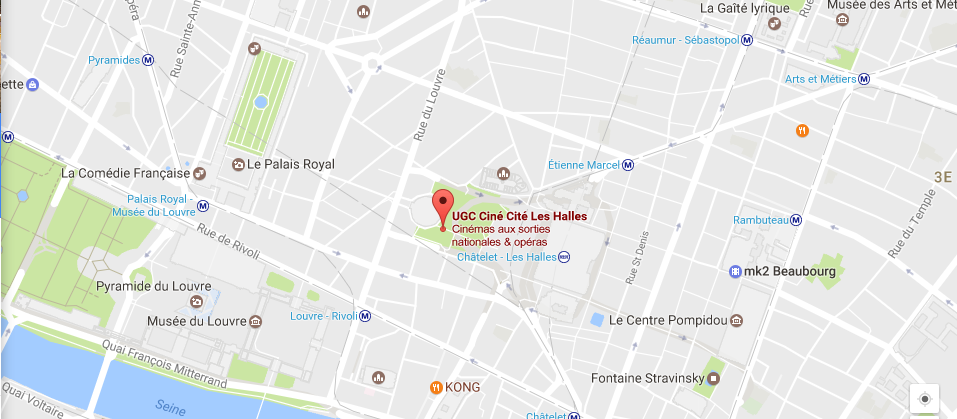 La Gaîté lyrique
Musée des Arts et Métiers
Opéra
Rue Sainte-Anne
Réaumur - Sébastopol
Pyramides
Arts et Métiers
ette
Rue du Louvre
Le Palais Royal
Étienne Marcel
La Comédie Française
3E
Palais Royal -
Musée du Louvre
UGC Ciné Cité Les Halles
Cinémas aux sorties
nationales & opéras
Rambuteau
Rue du Temple
Rue de Rivoli
Rue St Denis
Châtelet - Les Halles
mk2 Beaubourg
Pyramide du Louvre
Musée du Louvre
Louvre - Rivoli
Le Centre Pompidou
Quai François Mitterrand
Fontaine Stravinsky
KONG
Quai Voltaire
Seine
Châtelet